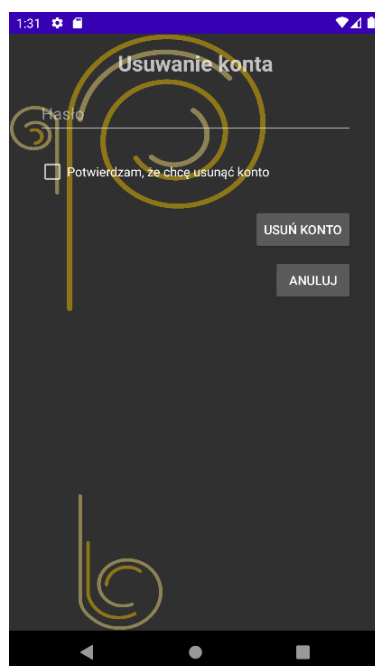 1:31
Usuwanie konta
Hasło
Potwierdzam, że chcę usunąć konto
USUŃ KONTO
ANULUJ